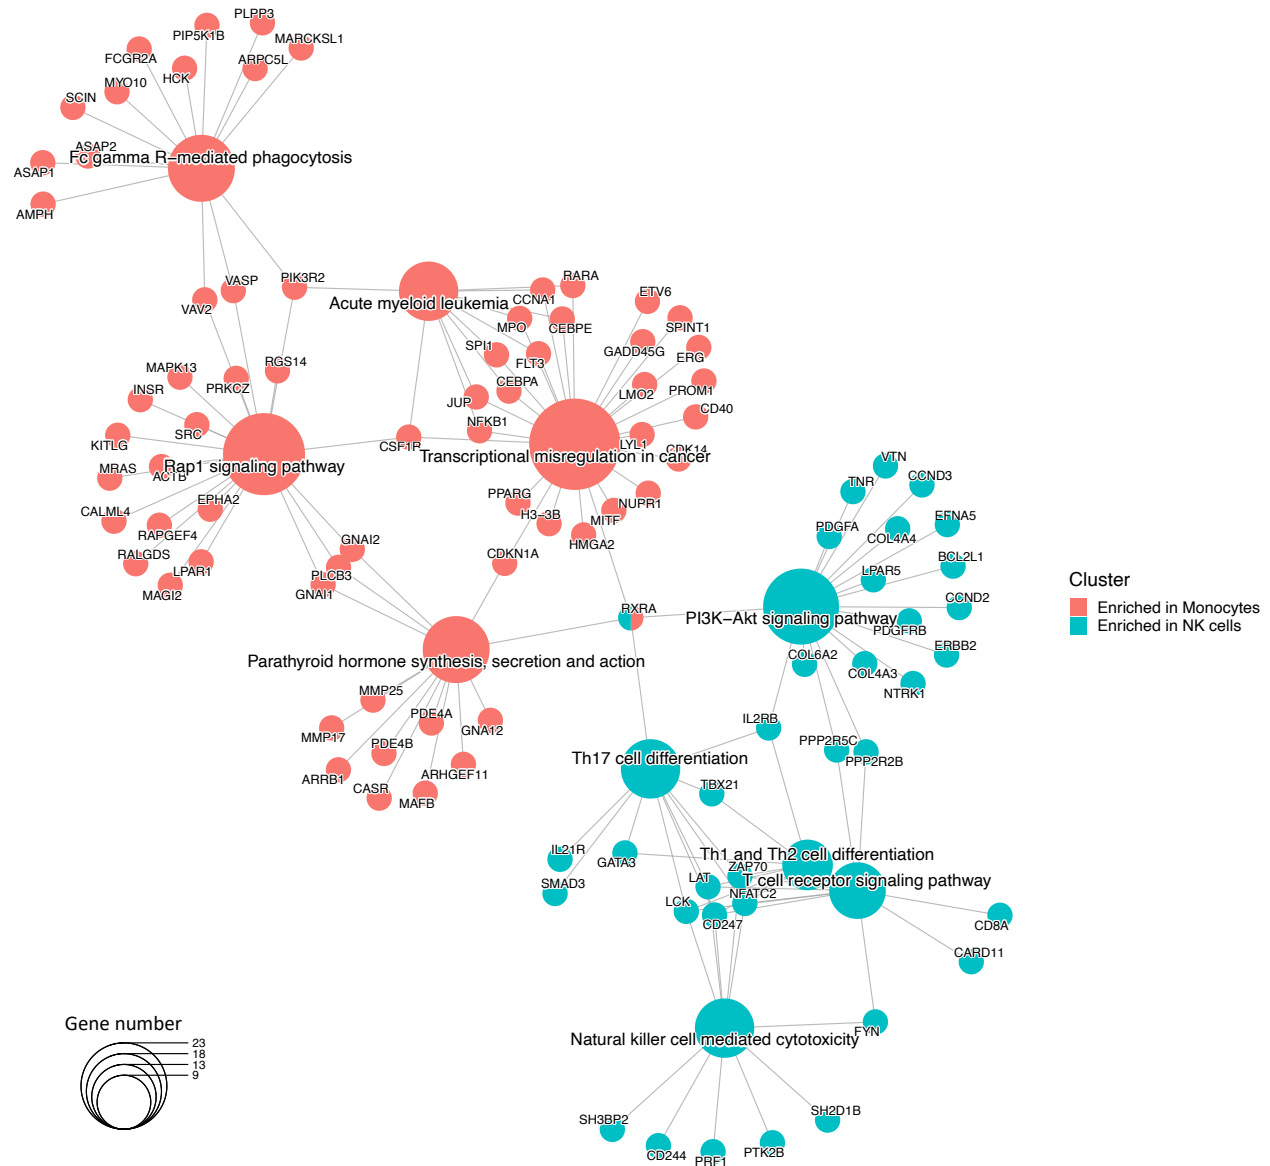 PLPP3
PIP5K1B
MARCKSL1
FCGR2A
ARPC5L
HCK
MYO10
SCIN
ASAP2
Fc gamma R−mediated phagocytosis
ASAP1
AMPH
VASP
PIK3R2
VAV2
RARA
Acute myeloid leukemia
CCNA1
ETV6
MPO
CEBPE
SPINT1
SPI1
FLT3
GADD45G
ERG
MAPK13
RGS14
PRKCZ
INSR
CEBPA
LMO2
PROM1
JUP
CD40
NFKB1
SRC
KITLG
CSF1R
LYL1
CDK14
Transcriptional misregulation in cancer
Rap1 signaling pathway
MRAS
ACTB
EPHA2
CALML4
RAPGEF4
RALGDS
LPAR1
MAGI2
PPARG
NUPR1
H3−3B
MITF
HMGA2
GNAI2
CDKN1A
PLCB3
GNAI1
VTN
TNR
CCND3
PDGFA
COL4A4
EFNA5
BCL2L1
LPAR5
CCND2
RXRA
PI3K−Akt signaling pathway
PDGFRB
ERBB2
COL6A2
COL4A3
NTRK1
Cluster
Enriched in Monocytes
Enriched in NK cells
Parathyroid hormone synthesis, secretion and action
MMP25
PDE4A
GNA12
MMP17
PDE4B
ARRB1
ARHGEF11
CASR
MAFB
IL2RB
PPP2R5C
PPP2R2B
Th17 cell differentiation
TBX21
IL21R
GATA3
SMAD3
Th1 and Th2 cell differentiation
ZAP70
LAT
T cell receptor signaling pathway
NFATC2
LCK
CD247
CD8A
CARD11
FYN
Natural killer cell mediated cytotoxicity
SH3BP2
SH2D1B
CD244
PRF1
PTK2B
Gene number
23
18
13
9